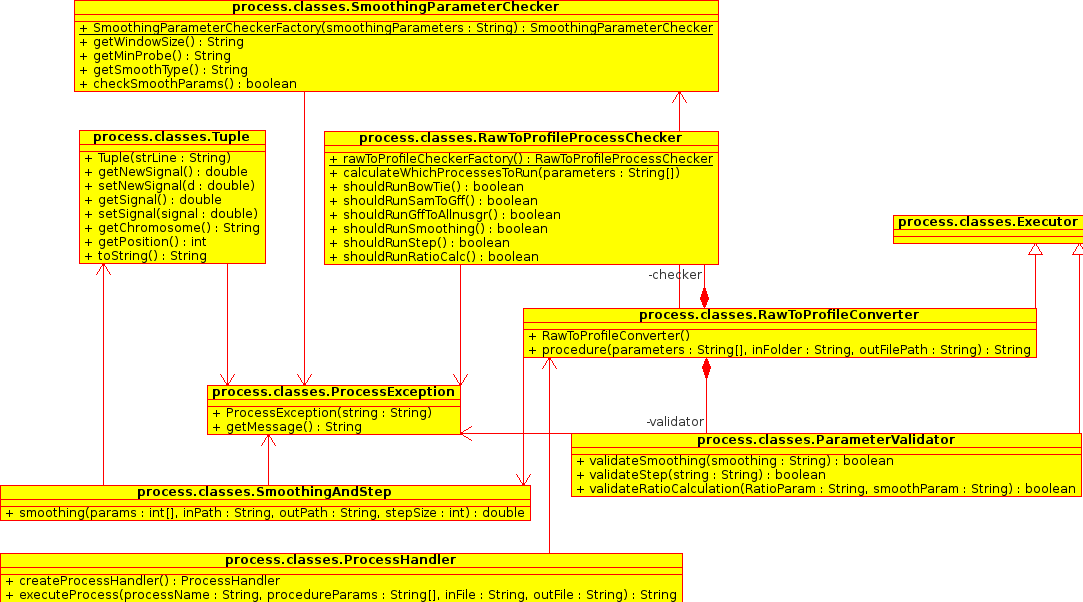 process.classes.SmoothingParameterChecker
+ SmoothingParameterCheckerFactory(smoothingParameters : String) : SmoothingParameterChecker
+ getWindowSize() : String
+ getMinProbe() : String
+ getSmoothType() : String
+ checkSmoothParams() : boolean
process.classes.Tuple
+ Tuple(strLine : String)
+ getNewSignal() : double
+ setNewSignal(d : double)
+ getSignal() : double
+ setSignal(signal : double)
+ getChromosome() : String
+ getPosition() : int
+ toString() : String
process.classes.RawToProfileProcessChecker
+ rawToProfileCheckerFactory() : RawToProfileProcessChecker
+ calculateWhichProcessesToRun(parameters : String[])
+ shouldRunBowTie() : boolean
+ shouldRunSamToGff() : boolean
+ shouldRunGffToAllnusgr() : boolean
+ shouldRunSmoothing() : boolean
+ shouldRunStep() : boolean
+ shouldRunRatioCalc() : boolean
process.classes.Executor
-checker
process.classes.RawToProfileConverter
+ RawToProfileConverter()
+ procedure(parameters : String[], inFolder : String, outFilePath : String) : String
process.classes.ProcessException
+ ProcessException(string : String)
+ getMessage() : String
-validator
process.classes.ParameterValidator
+ validateSmoothing(smoothing : String) : boolean
+ validateStep(string : String) : boolean
+ validateRatioCalculation(RatioParam : String, smoothParam : String) : boolean
process.classes.SmoothingAndStep
+ smoothing(params : int[], inPath : String, outPath : String, stepSize : int) : double
process.classes.ProcessHandler
+ createProcessHandler() : ProcessHandler
+ executeProcess(processName : String, procedureParams : String[], inFile : String, outFile : String) : String